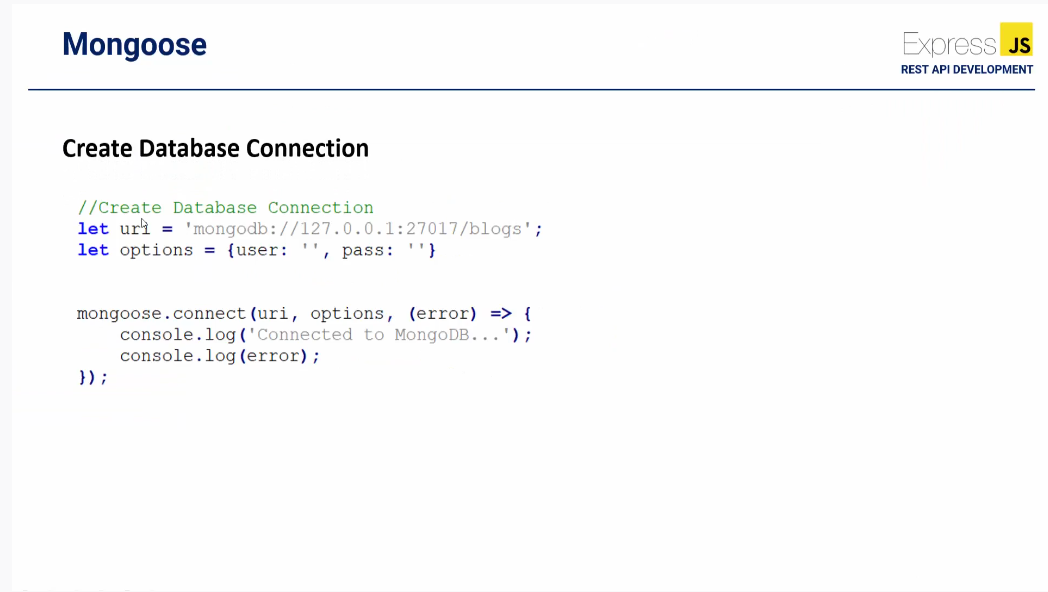 Mongoose
Express JS
REST API DEVELOPMENT
Create Database Connection
//Create Database Connection
let uri = 'mongodb://127.0.0.1:27017/blogs';
let options = {user: '', pass: ''}
mongoose.connect(uri, options, (error) => {
    console.log('Connected to MongoDB...');
    console.log(error);
});